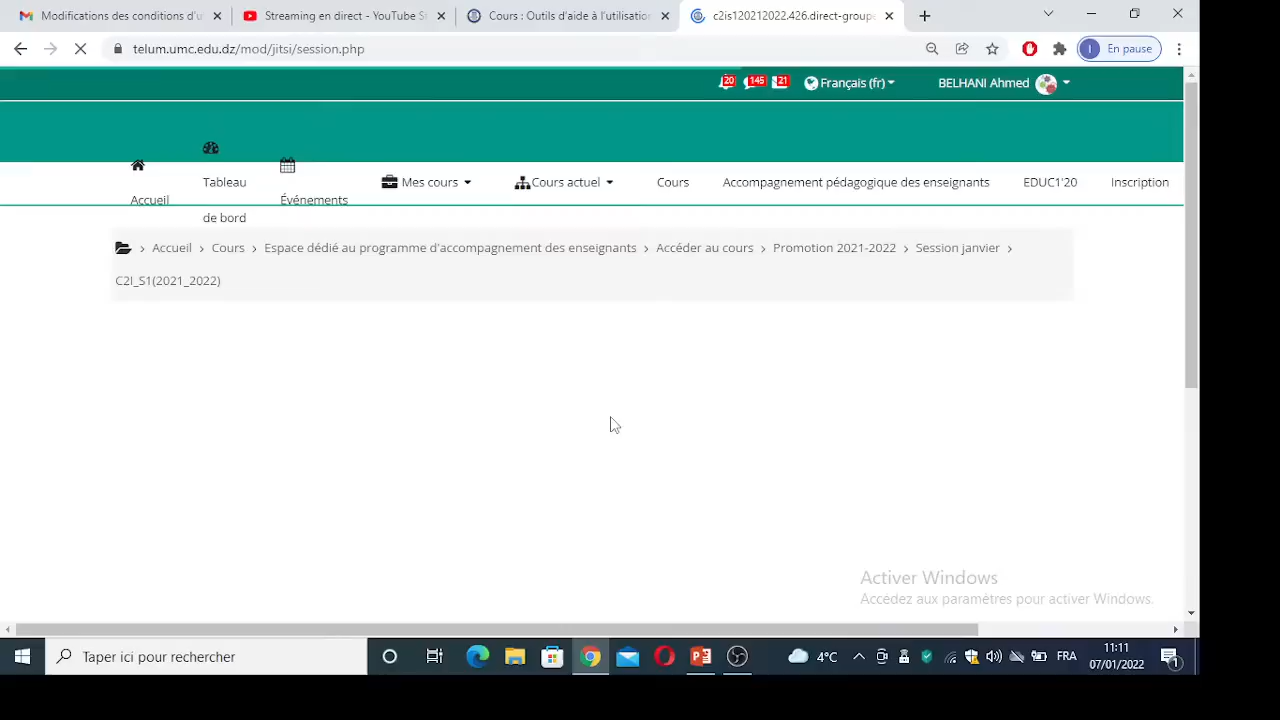 Modifications des conditions d'u
Streaming en direct - YouTube S
Cours : Outils d'aide à l'utilisation
c2is120212022.426.direct-groupe
telum.umc.edu.dz/mod/jitsi/session.php
En pause
20 145 21 Français (fr) BELHANI Ahmed
Accueil
Tableau
de bord
Événements
Mes cours
Cours actuel
Cours
Accompagnement pédagogique des enseignants
EDUC1'20
Inscription
> Accueil > Cours > Espace dédié au programme d'accompagnement des enseignants > Accéder au cours > Promotion 2021-2022 > Session janvier >
C2I_S1(2021_2022)
Activer Windows
Accédez aux paramètres pour activer Windows.
Taper ici pour rechercher
4°C
FRA
11:11
07/01/2022
1